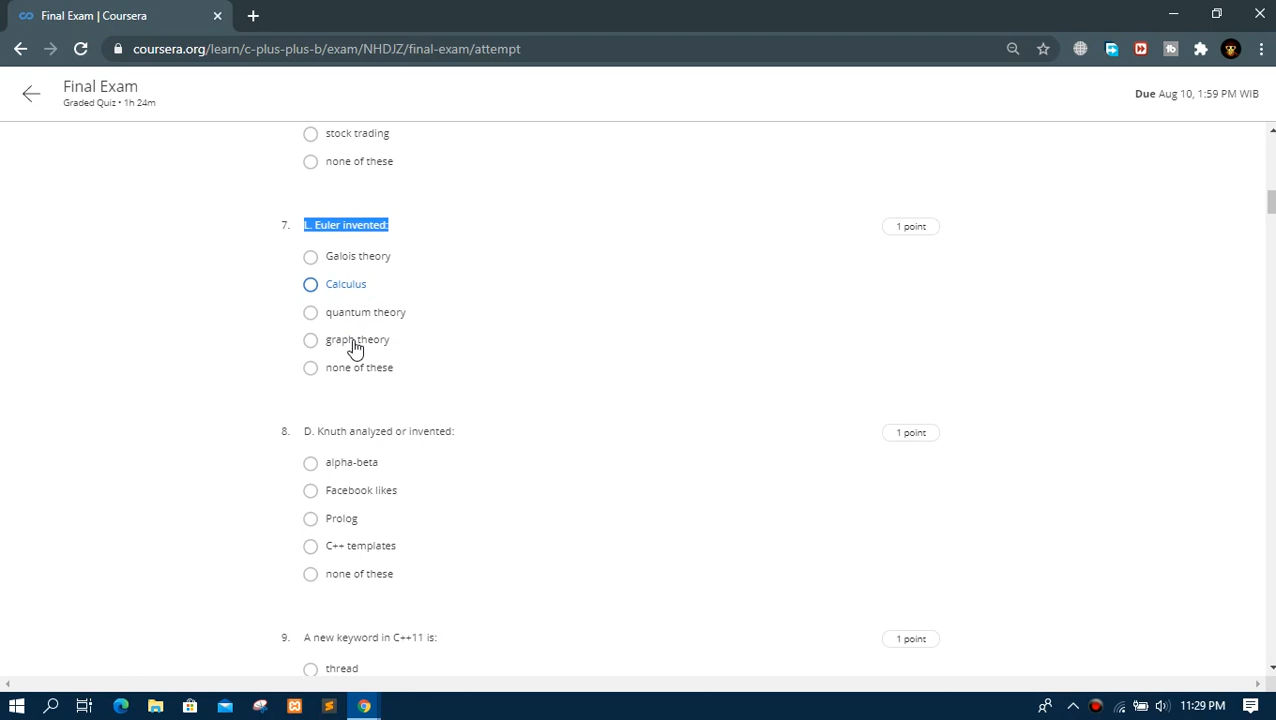 Final Exam | Coursera
coursera.org/learn/c-plus-plus-b/exam/NHDJZ/final-exam/attempt
Final Exam
Graded Quiz • 1h 24m
Due Aug 10, 1:59 PM WIB
stock trading
none of these
7. L. Euler invented: 1 point
Galois theory
Calculus
quantum theory
graph theory
none of these
8. D. Knuth analyzed or invented: 1 point
alpha-beta
Facebook likes
Prolog
C++ templates
none of these
9. A new keyword in C++11 is: 1 point
thread
11:29 PM